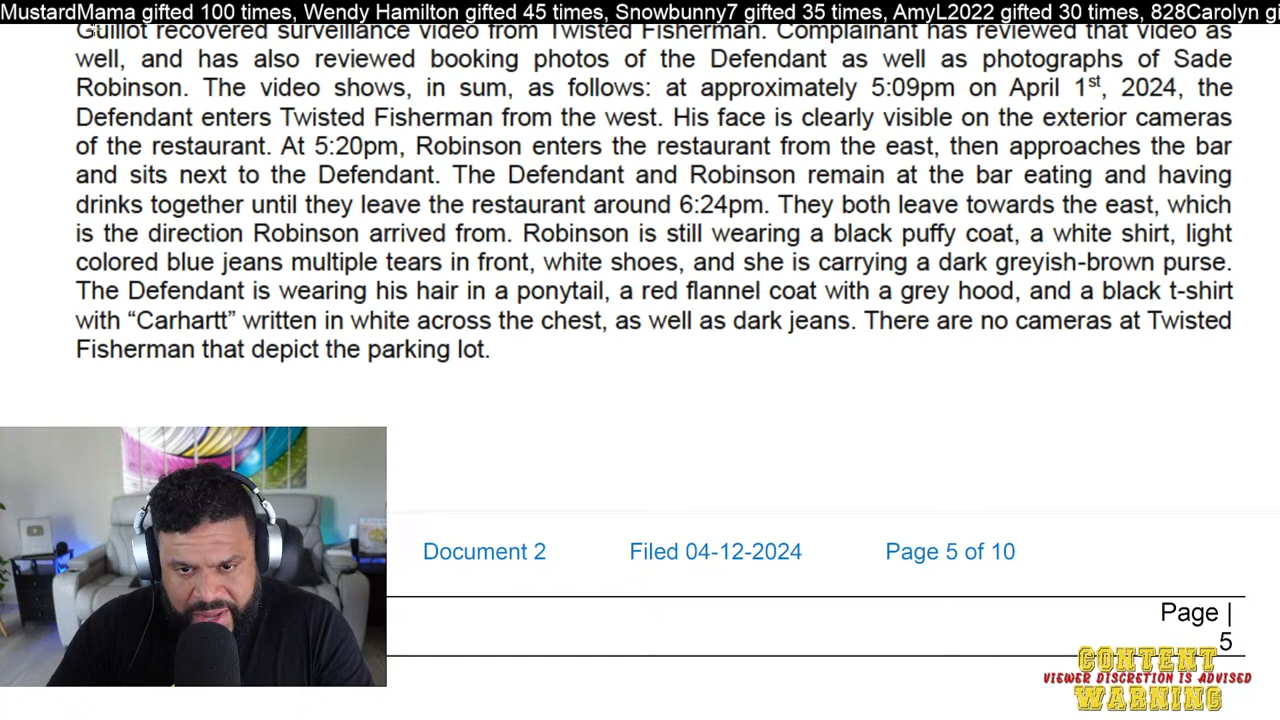 MustardMama gifted 100 times, Wendy Hamilton gifted 45 times, Snowbunny7 gifted 35 times, AmyL2022 gifted 30 times, 828Carolyn gi
Guillot recovered surveillance video from Twisted Fisherman. Complainant has reviewed that video as
well, and has also reviewed booking photos of the Defendant as well as photographs of Sade
Robinson. The video shows, in sum, as follows: at approximately 5:09pm on April 1st, 2024, the
Defendant enters Twisted Fisherman from the west. His face is clearly visible on the exterior cameras
of the restaurant. At 5:20pm, Robinson enters the restaurant from the east, then approaches the bar
and sits next to the Defendant. The Defendant and Robinson remain at the bar eating and having
drinks together until they leave the restaurant around 6:24pm. They both leave towards the east, which
is the direction Robinson arrived from. Robinson is still wearing a black puffy coat, a white shirt, light
colored blue jeans multiple tears in front, white shoes, and she is carrying a dark greyish-brown purse.
The Defendant is wearing his hair in a ponytail, a red flannel coat with a grey hood, and a black t-shirt
with “Carhartt” written in white across the chest, as well as dark jeans. There are no cameras at Twisted
Fisherman that depict the parking lot.
Document 2 Filed 04-12-2024 Page 5 of 10
Page |
5
CONTENT
VIEWER DISCRETION IS ADVISED
WARNING